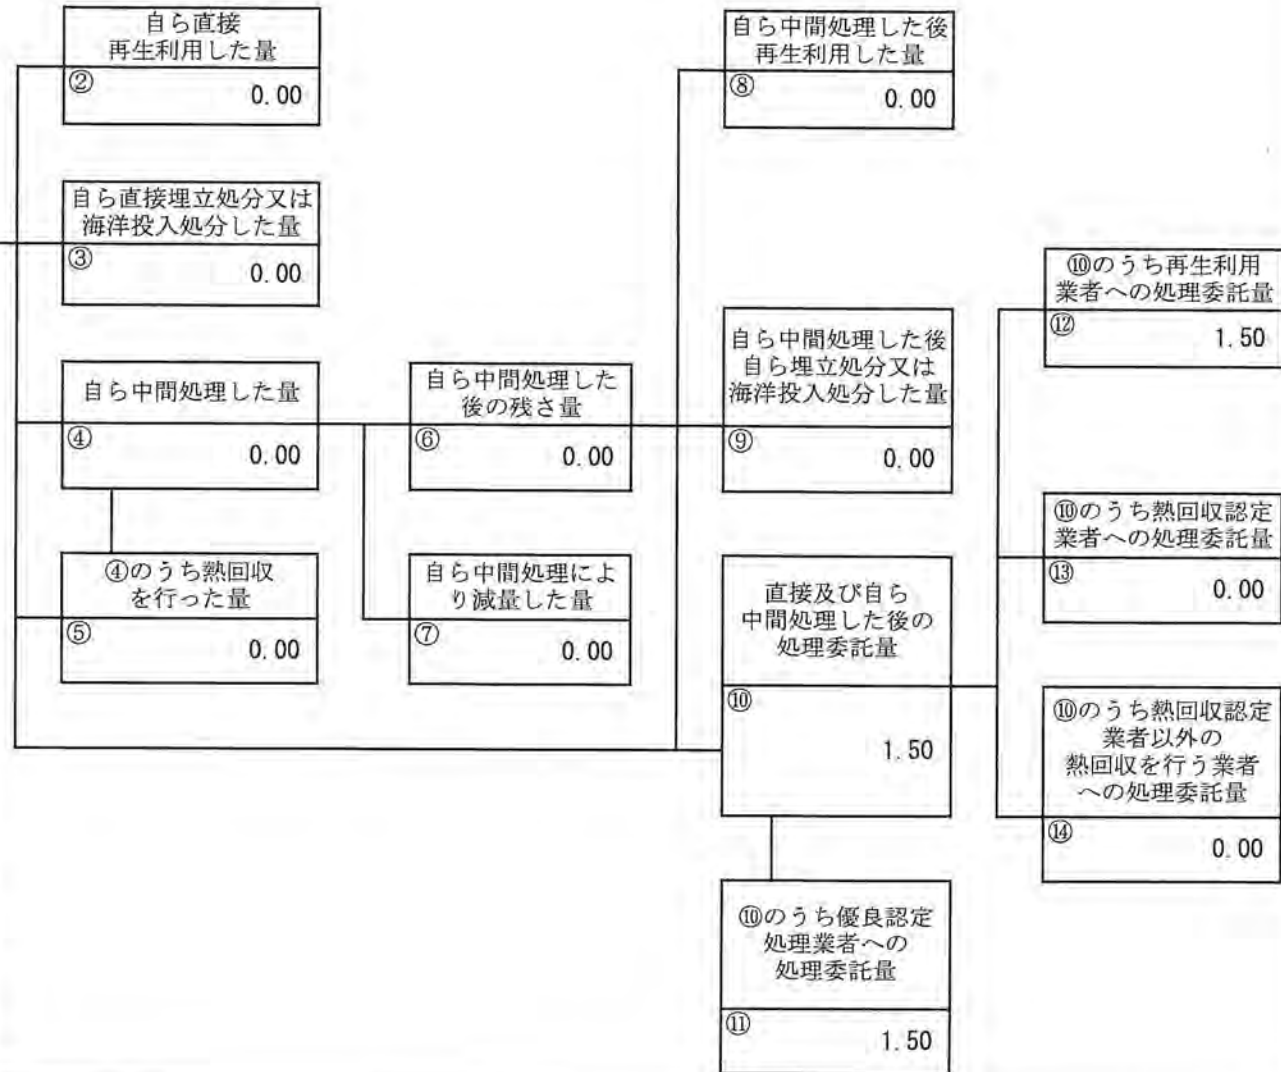 自ら直接
再生利用した量
②
0.00
自ら直接埋立処分又は
海洋投入処分した量
③
0.00
自ら中間処理した量
④
0.00
④のうち熱回収
を行った量
⑤
0.00
自ら中間処理した
後の残さ量
⑥
0.00
自ら中間処理によ
り減量した量
⑦
0.00
自ら中間処理した後
再生利用した量
⑧
0.00
自ら中間処理した後
自ら埋立処分又は
海洋投入処分した量
⑨
0.00
直接及び自ら
中間処理した後の
処理委託量
⑩
1.50
⑩のうち優良認定
処理業者への
処理委託量
⑪
1.50
⑩のうち再生利用
業者への処理委託量
⑫
1.50
⑩のうち熱回収認定
業者への処理委託量
⑬
0.00
⑩のうち熱回収認定
業者以外の
熱回収を行う業者
への処理委託量
⑭
0.00